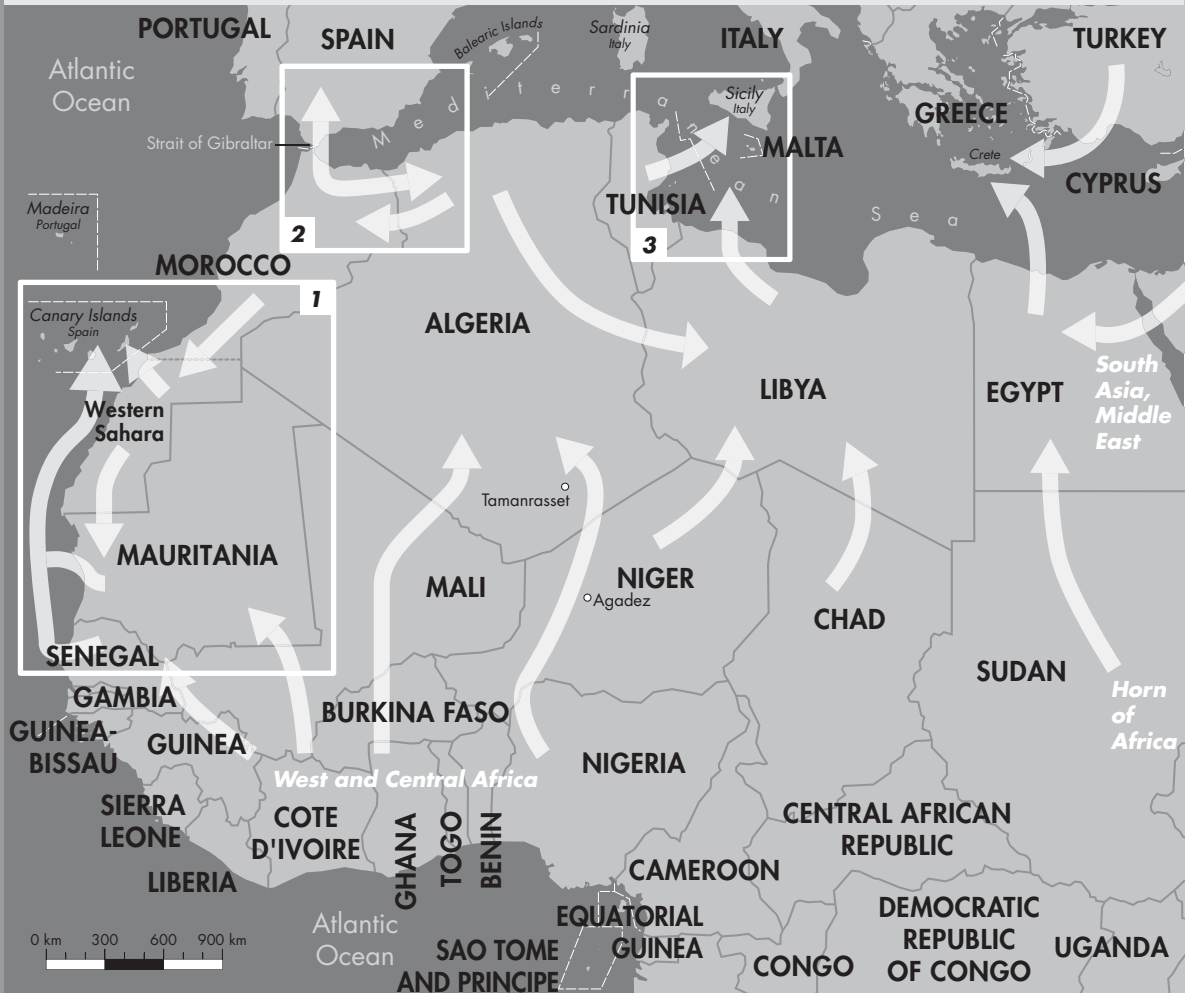 PORTUGAL
SPAIN
Balearic Islands
Sardinia
Italy
ITALY
TURKEY
Atlantic
Ocean
Mediterranean
Sea
Sicily
Italy
GREECE
Strait of Gibraltar
MALTA
Crete
CYPRUS
Madeira
Portugal
TUNISIA
2
3
MOROCCO
1
Canary Islands
Spain
ALGERIA
LIBYA
EGYPT
South
Asia,
Middle
East
Western
Sahara
Tamanrasset
MAURITANIA
MALI
NIGER
Agadez
CHAD
SENEGAL
SUDAN
GAMBIA
Horn
of
Africa
BURKINA FASO
GUINEA-
BISSAU
GUINEA
NIGERIA
West and Central Africa
SIERRA
LEONE
COTE
D'IVOIRE
GHANA
TOGO
BENIN
CENTRAL AFRICAN
REPUBLIC
LIBERIA
CAMEROON
Atlantic
Ocean
EQUATORIAL
GUINEA
DEMOCRATIC
REPUBLIC
OF CONGO
UGANDA
0 km 300 600 900 km
SAO TOME
AND PRINCIPE
CONGO